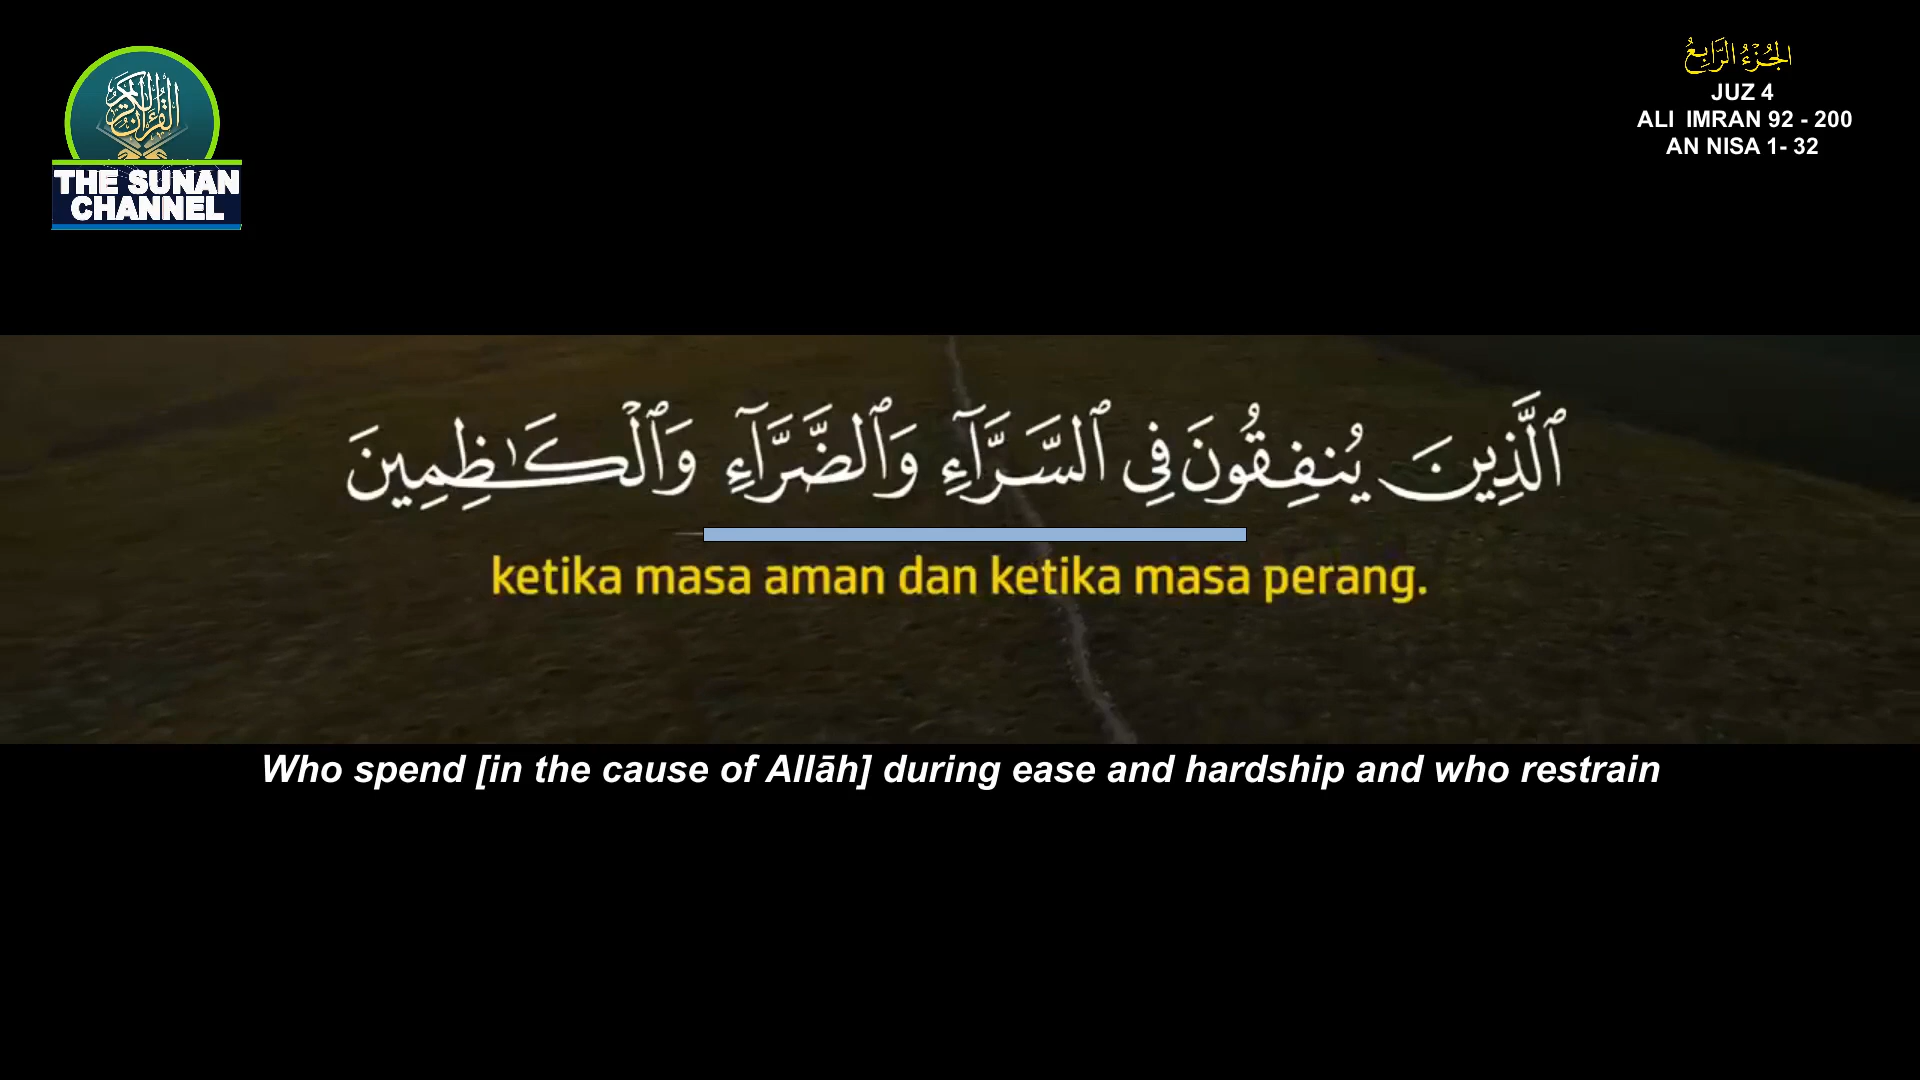 القرآن الكريم
THE SUNAN
CHANNEL
الجُزْءُ الرَّابِعُ
JUZ 4
ALI IMRAN 92 - 200
AN NISA 1- 32
ٱلَّذِينَ يُنفِقُونَ فِى ٱلسَّرَّآءِ وَٱلضَّرَّآءِ وَٱلْكَـٰظِمِينَ
ketika masa aman dan ketika masa perang.
Who spend [in the cause of Allāh] during ease and hardship and who restrain